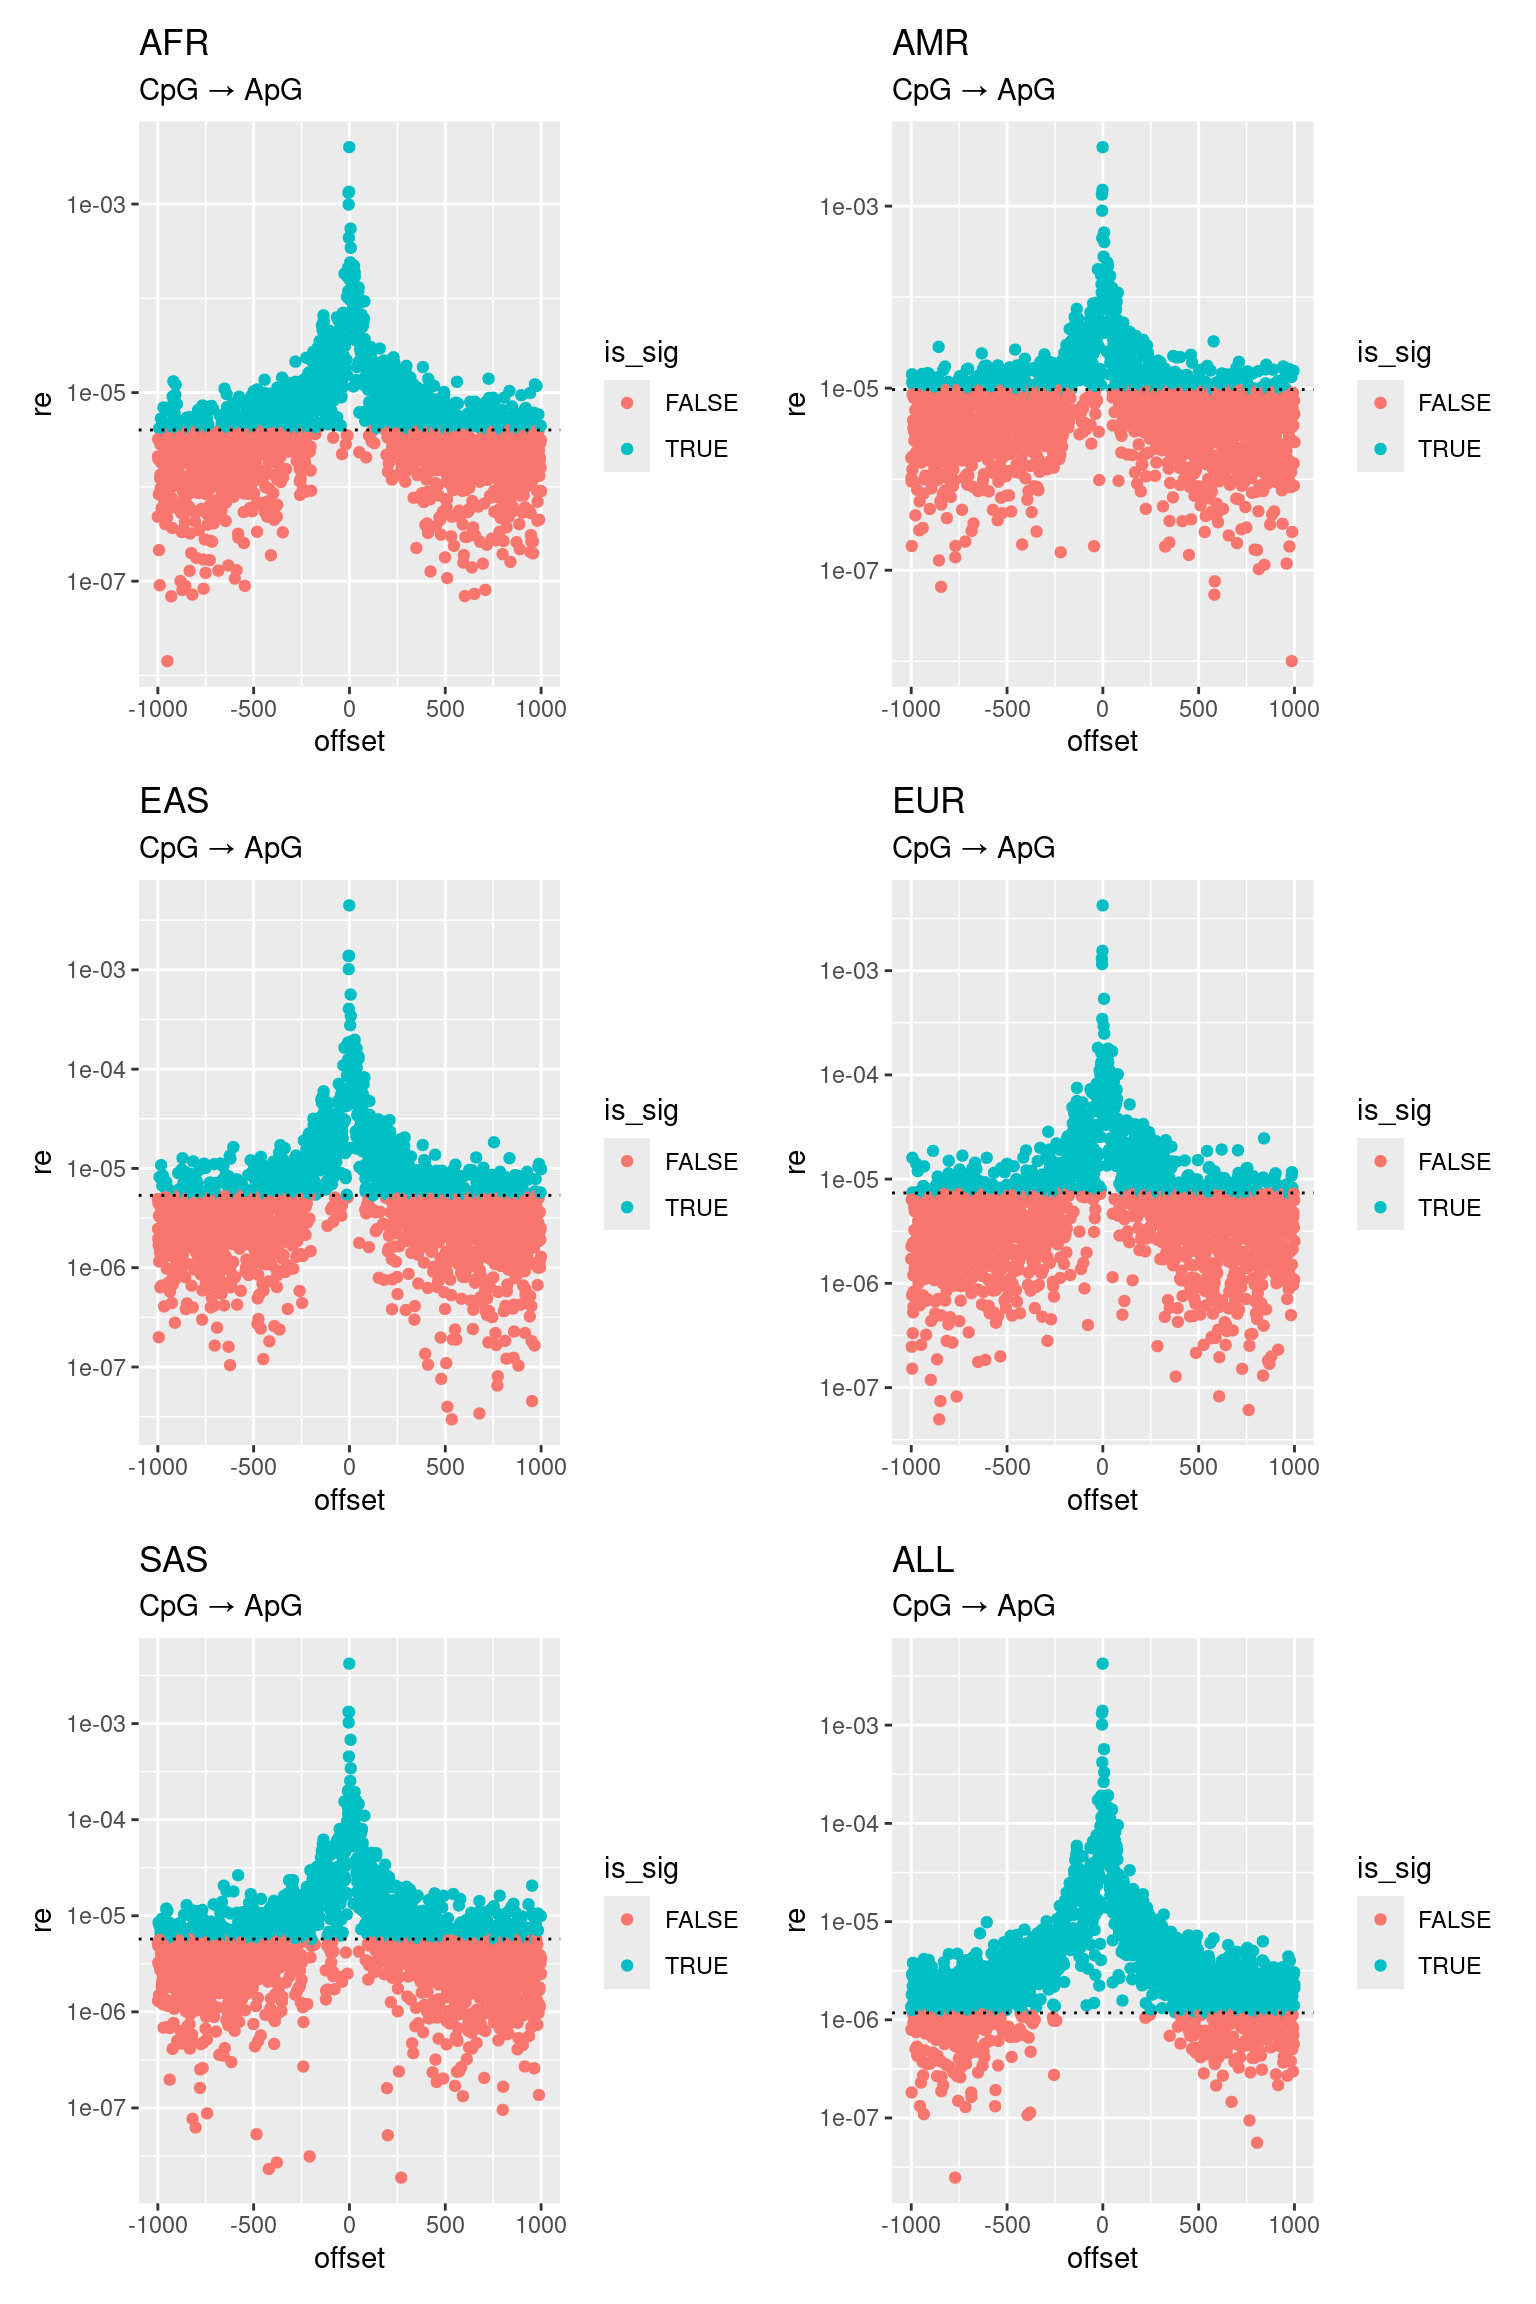 AFR
CpG → ApG
1e-03
1e-05
1e-07
re
-1000 -500 0 500 1000
offset
is_sig
FALSE
TRUE
AMR
CpG → ApG
1e-03
1e-05
1e-07
re
-1000 -500 0 500 1000
offset
is_sig
FALSE
TRUE
EAS
CpG → ApG
1e-03
1e-04
1e-05
1e-06
1e-07
re
-1000 -500 0 500 1000
offset
is_sig
FALSE
TRUE
EUR
CpG → ApG
1e-03
1e-04
1e-05
1e-06
1e-07
re
-1000 -500 0 500 1000
offset
is_sig
FALSE
TRUE
SAS
CpG → ApG
1e-03
1e-04
1e-05
1e-06
1e-07
re
-1000 -500 0 500 1000
offset
is_sig
FALSE
TRUE
ALL
CpG → ApG
1e-03
1e-04
1e-05
1e-06
1e-07
re
-1000 -500 0 500 1000
offset
is_sig
FALSE
TRUE